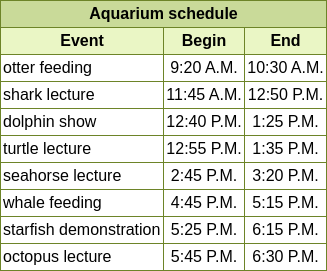 Aquarium schedule
Event Begin End
otter feeding 9:20 A.M. 10:30 A.M.
shark lecture 11:45 A.M. 12:50 P.M.
dolphin show 12:40 P.M. 1:25 P.M.
turtle lecture 12:55 P.M. 1:35 P.M.
seahorse lecture 2:45 P.M. 3:20 P.M.
whale feeding 4:45 P.M. 5:15 P.M.
starfish demonstration 5:25 P.M. 6:15 P.M.
octopus lecture 5:45 P.M. 6:30 P.M.